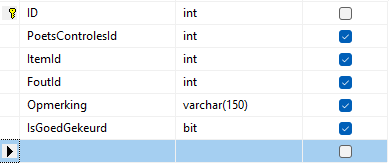 ID int
PoetsControlesId int
ItemId int
FoutId int
Opmerking varchar(150)
IsGoedGekeurd bit